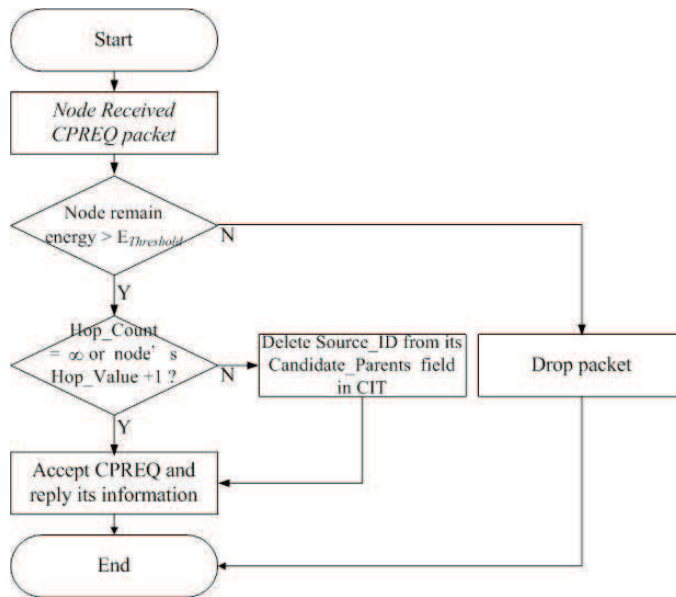 Start
Node Received
CPREQ packet
Node remain
energy > E_Threshold
N
Y
Hop_Count
= ∞ or node' s
Hop_Value +1 ?
N
Delete Source_ID from its
Candidate_Parents field
in CIT
Drop packet
Y
Accept CPREQ and
reply its information
End